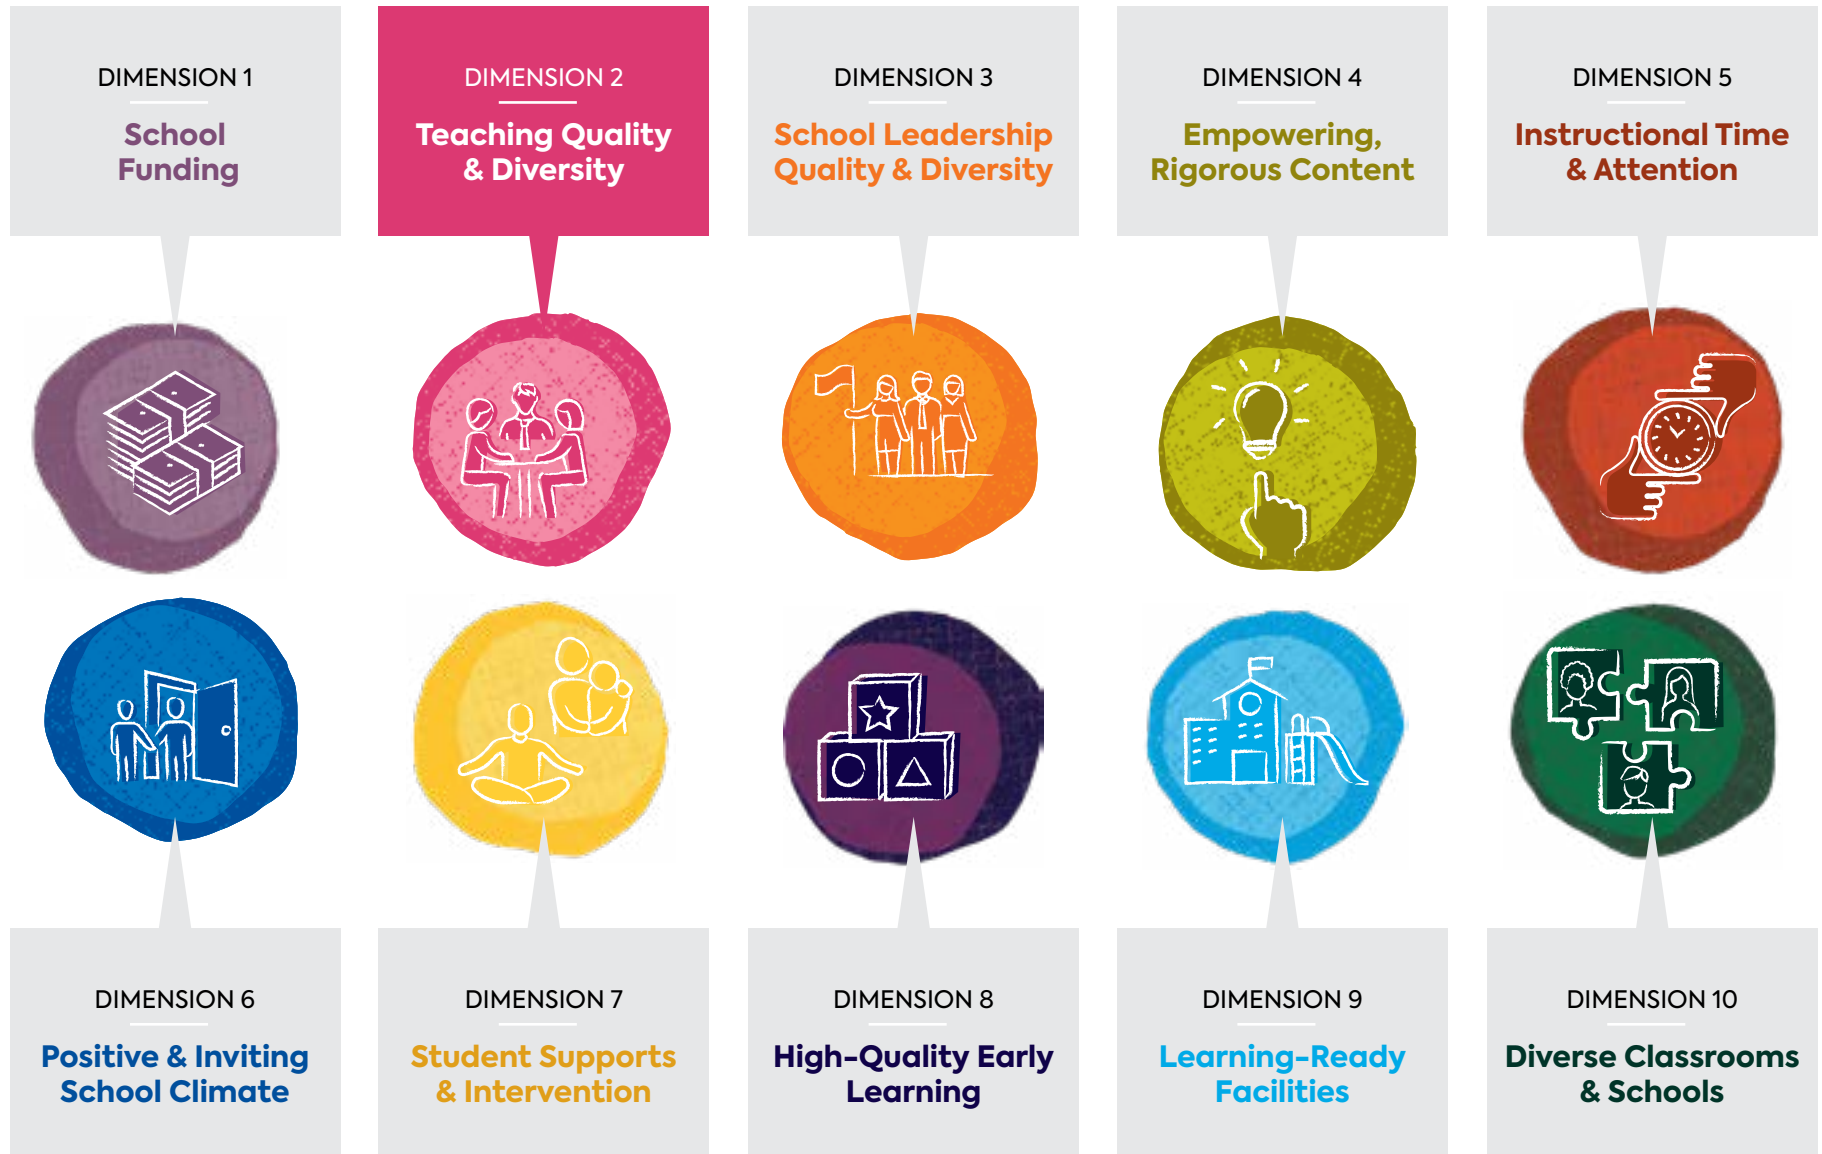 DIMENSION 1
School
Funding
DIMENSION 2
Teaching Quality
& Diversity
DIMENSION 3
School Leadership
Quality & Diversity
DIMENSION 4
Empowering,
Rigorous Content
DIMENSION 5
Instructional Time
& Attention
DIMENSION 6
Positive & Inviting
School Climate
DIMENSION 7
Student Supports
& Intervention
DIMENSION 8
High-Quality Early
Learning
DIMENSION 9
Learning-Ready
Facilities
DIMENSION 10
Diverse Classrooms
& Schools